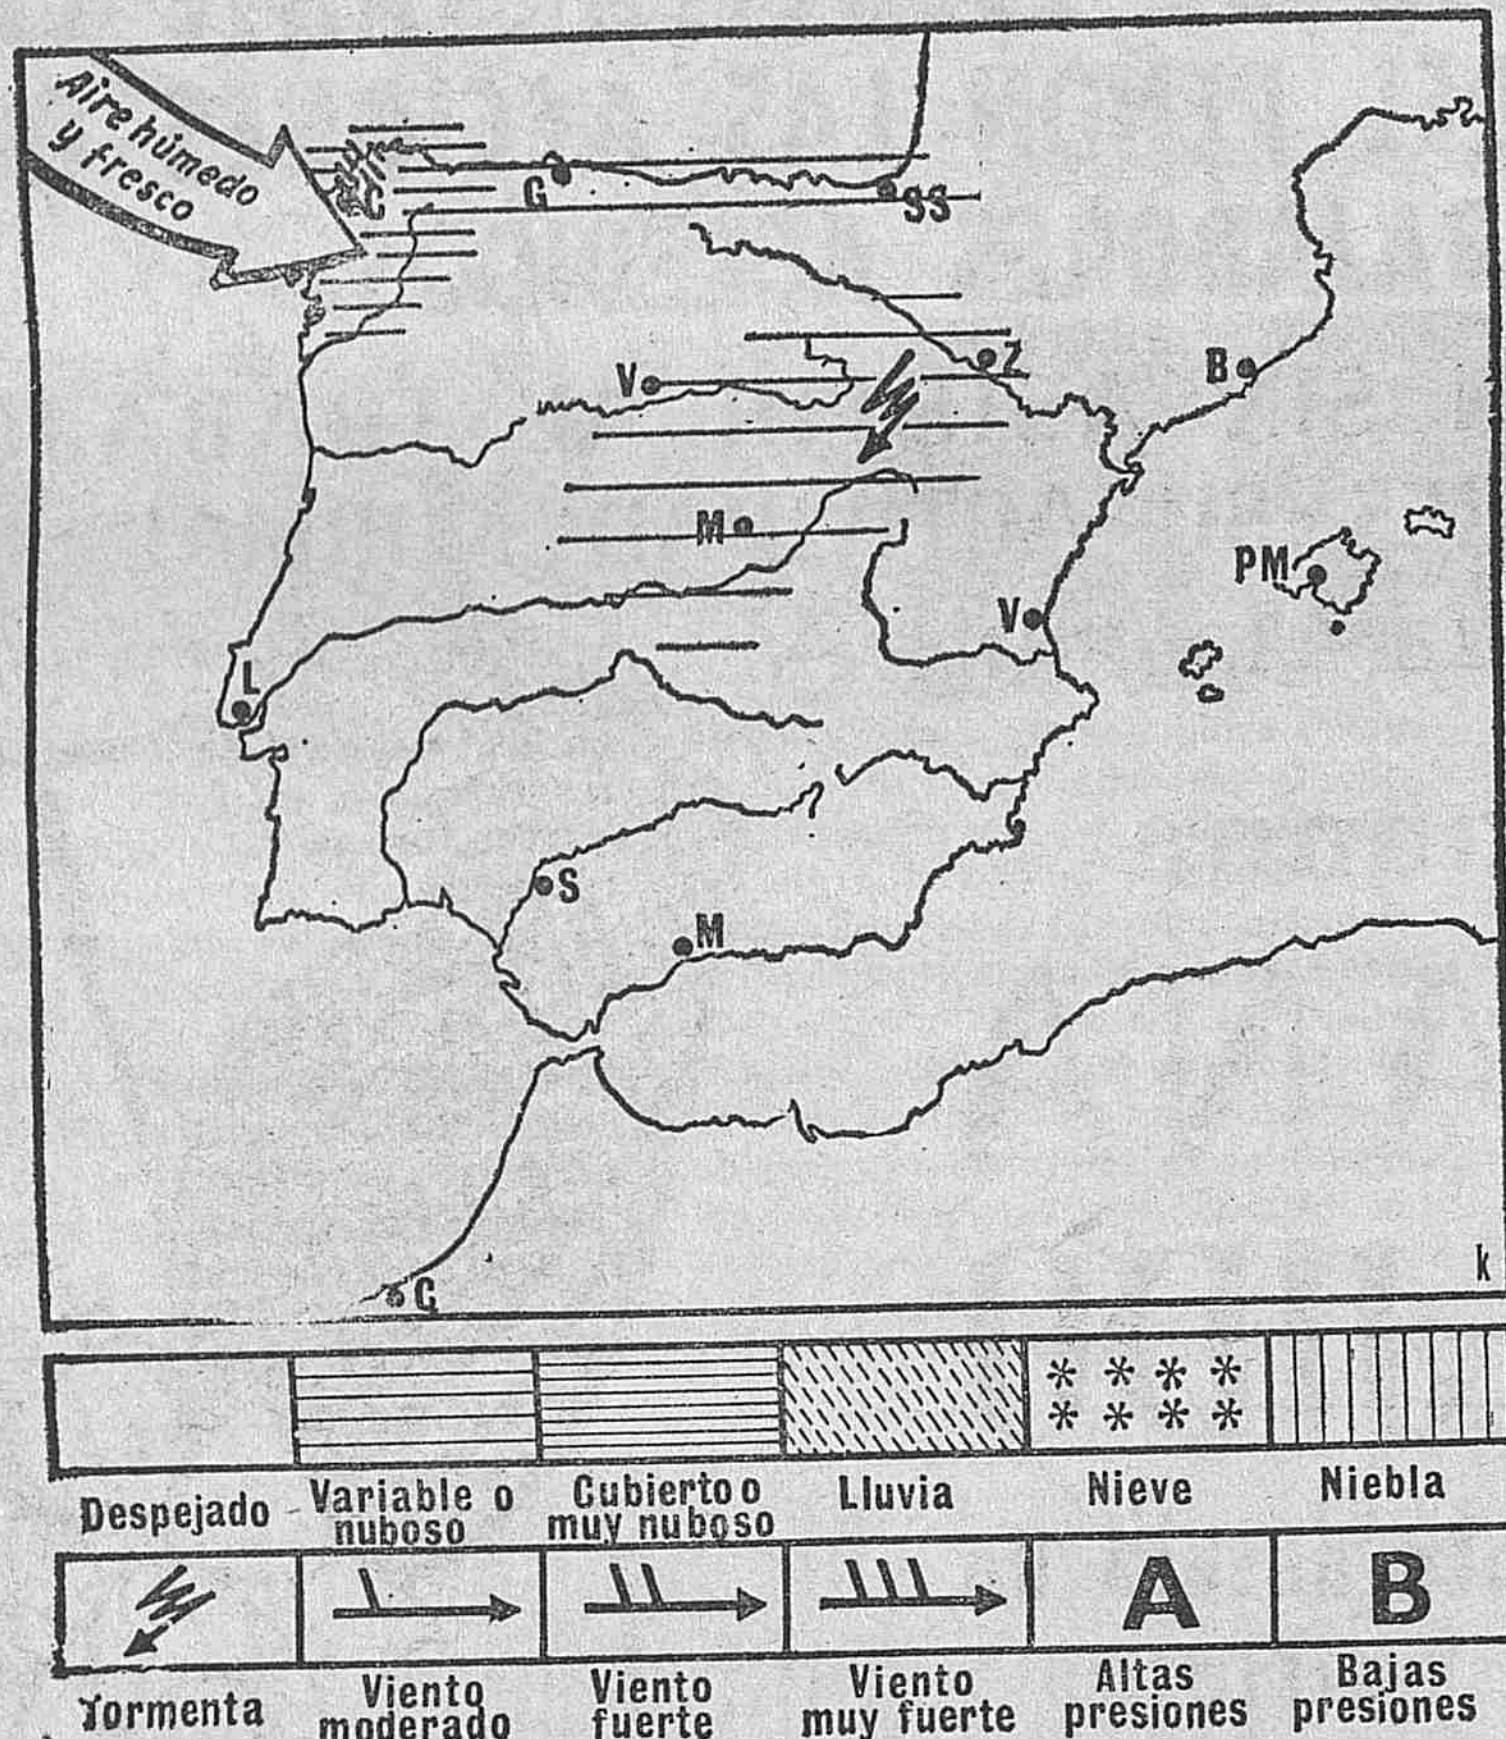 Aire húmedo
y fresco
C
G
SS
V
Z
B
M
PM
V
L
S
M
C
k
Despejado
Variable o
nuboso
Cubierto o
muy nuboso
Lluvia
Nieve
Niebla
A
B
Tormenta
Viento
moderado
Viento
fuerte
Viento
muy fuerte
Altas
presiones
Bajas
presiones